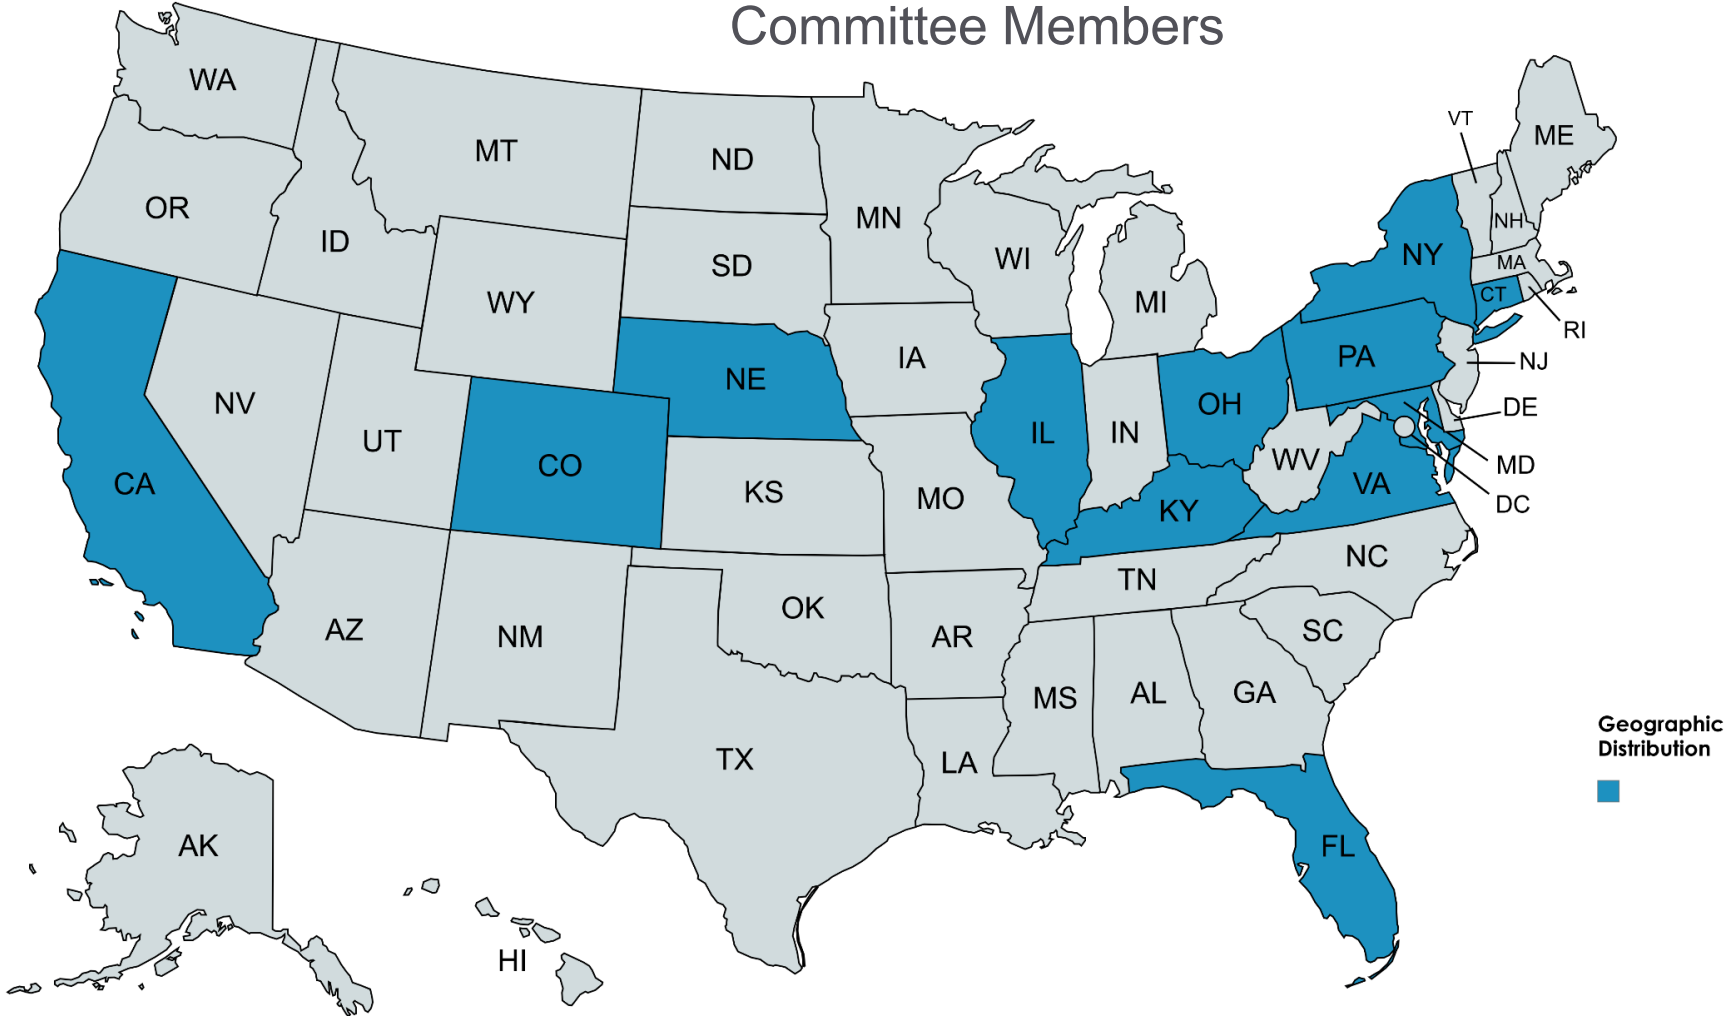 Committee Members
WA
MT
ND
MN
VT
ME
OR
ID
SD
WI
NH
NY
MA
WY
MI
CT
RI
IA
PA
NJ
NE
NV
OH
DE
UT
CO
IL
IN
WV
MD
CA
KS
MO
KY
VA
DC
NC
TN
AZ
NM
OK
AR
SC
MS
AL
GA
TX
LA
Geographic
Distribution
AK
FL
HI